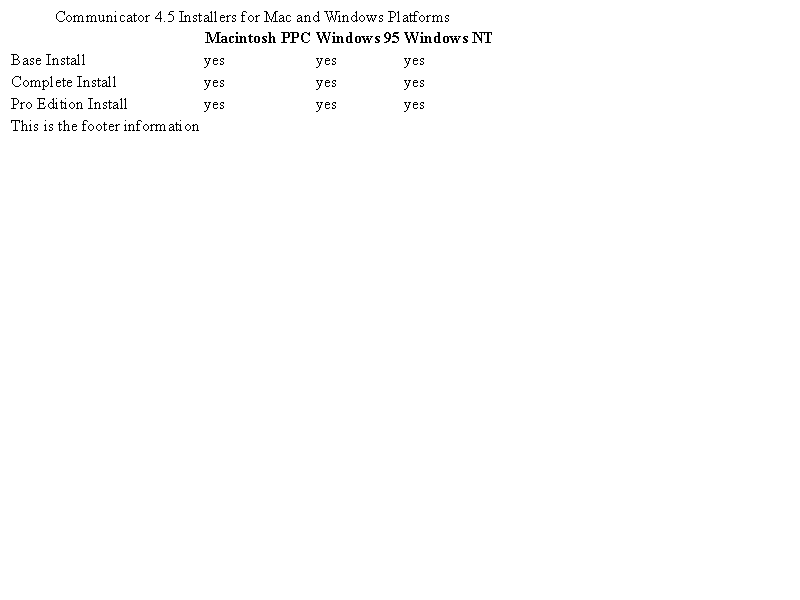 Communicator 4.5 Installers for Mac and Windows Platforms
Macintosh PPC Windows 95 Windows NT
Base Install yes yes yes
Complete Install yes yes yes
Pro Edition Install yes yes yes
This is the footer information